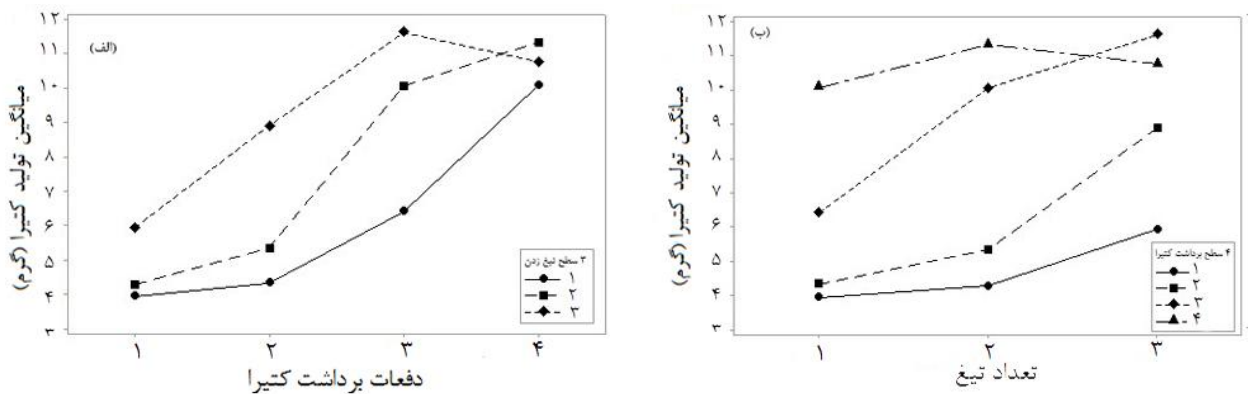 (الف)
میانگین تولید کتیرا (گرم)
۱۲
۱۱
۱۰
۹
۸
۷
۶
۵
۴
۳
۳ سطح تیغ زدن
۱
۲
۳
۱ ۲ ۳ ۴
دفعات برداشت کتیرا
(ب)
میانگین تولید کتیرا (گرم)
۱۲
۱۱
۱۰
۹
۸
۷
۶
۵
۴
۳
۴ سطح برداشت کتیرا
۱
۲
۳
۴
۱ ۲ ۳
تعداد تیغ